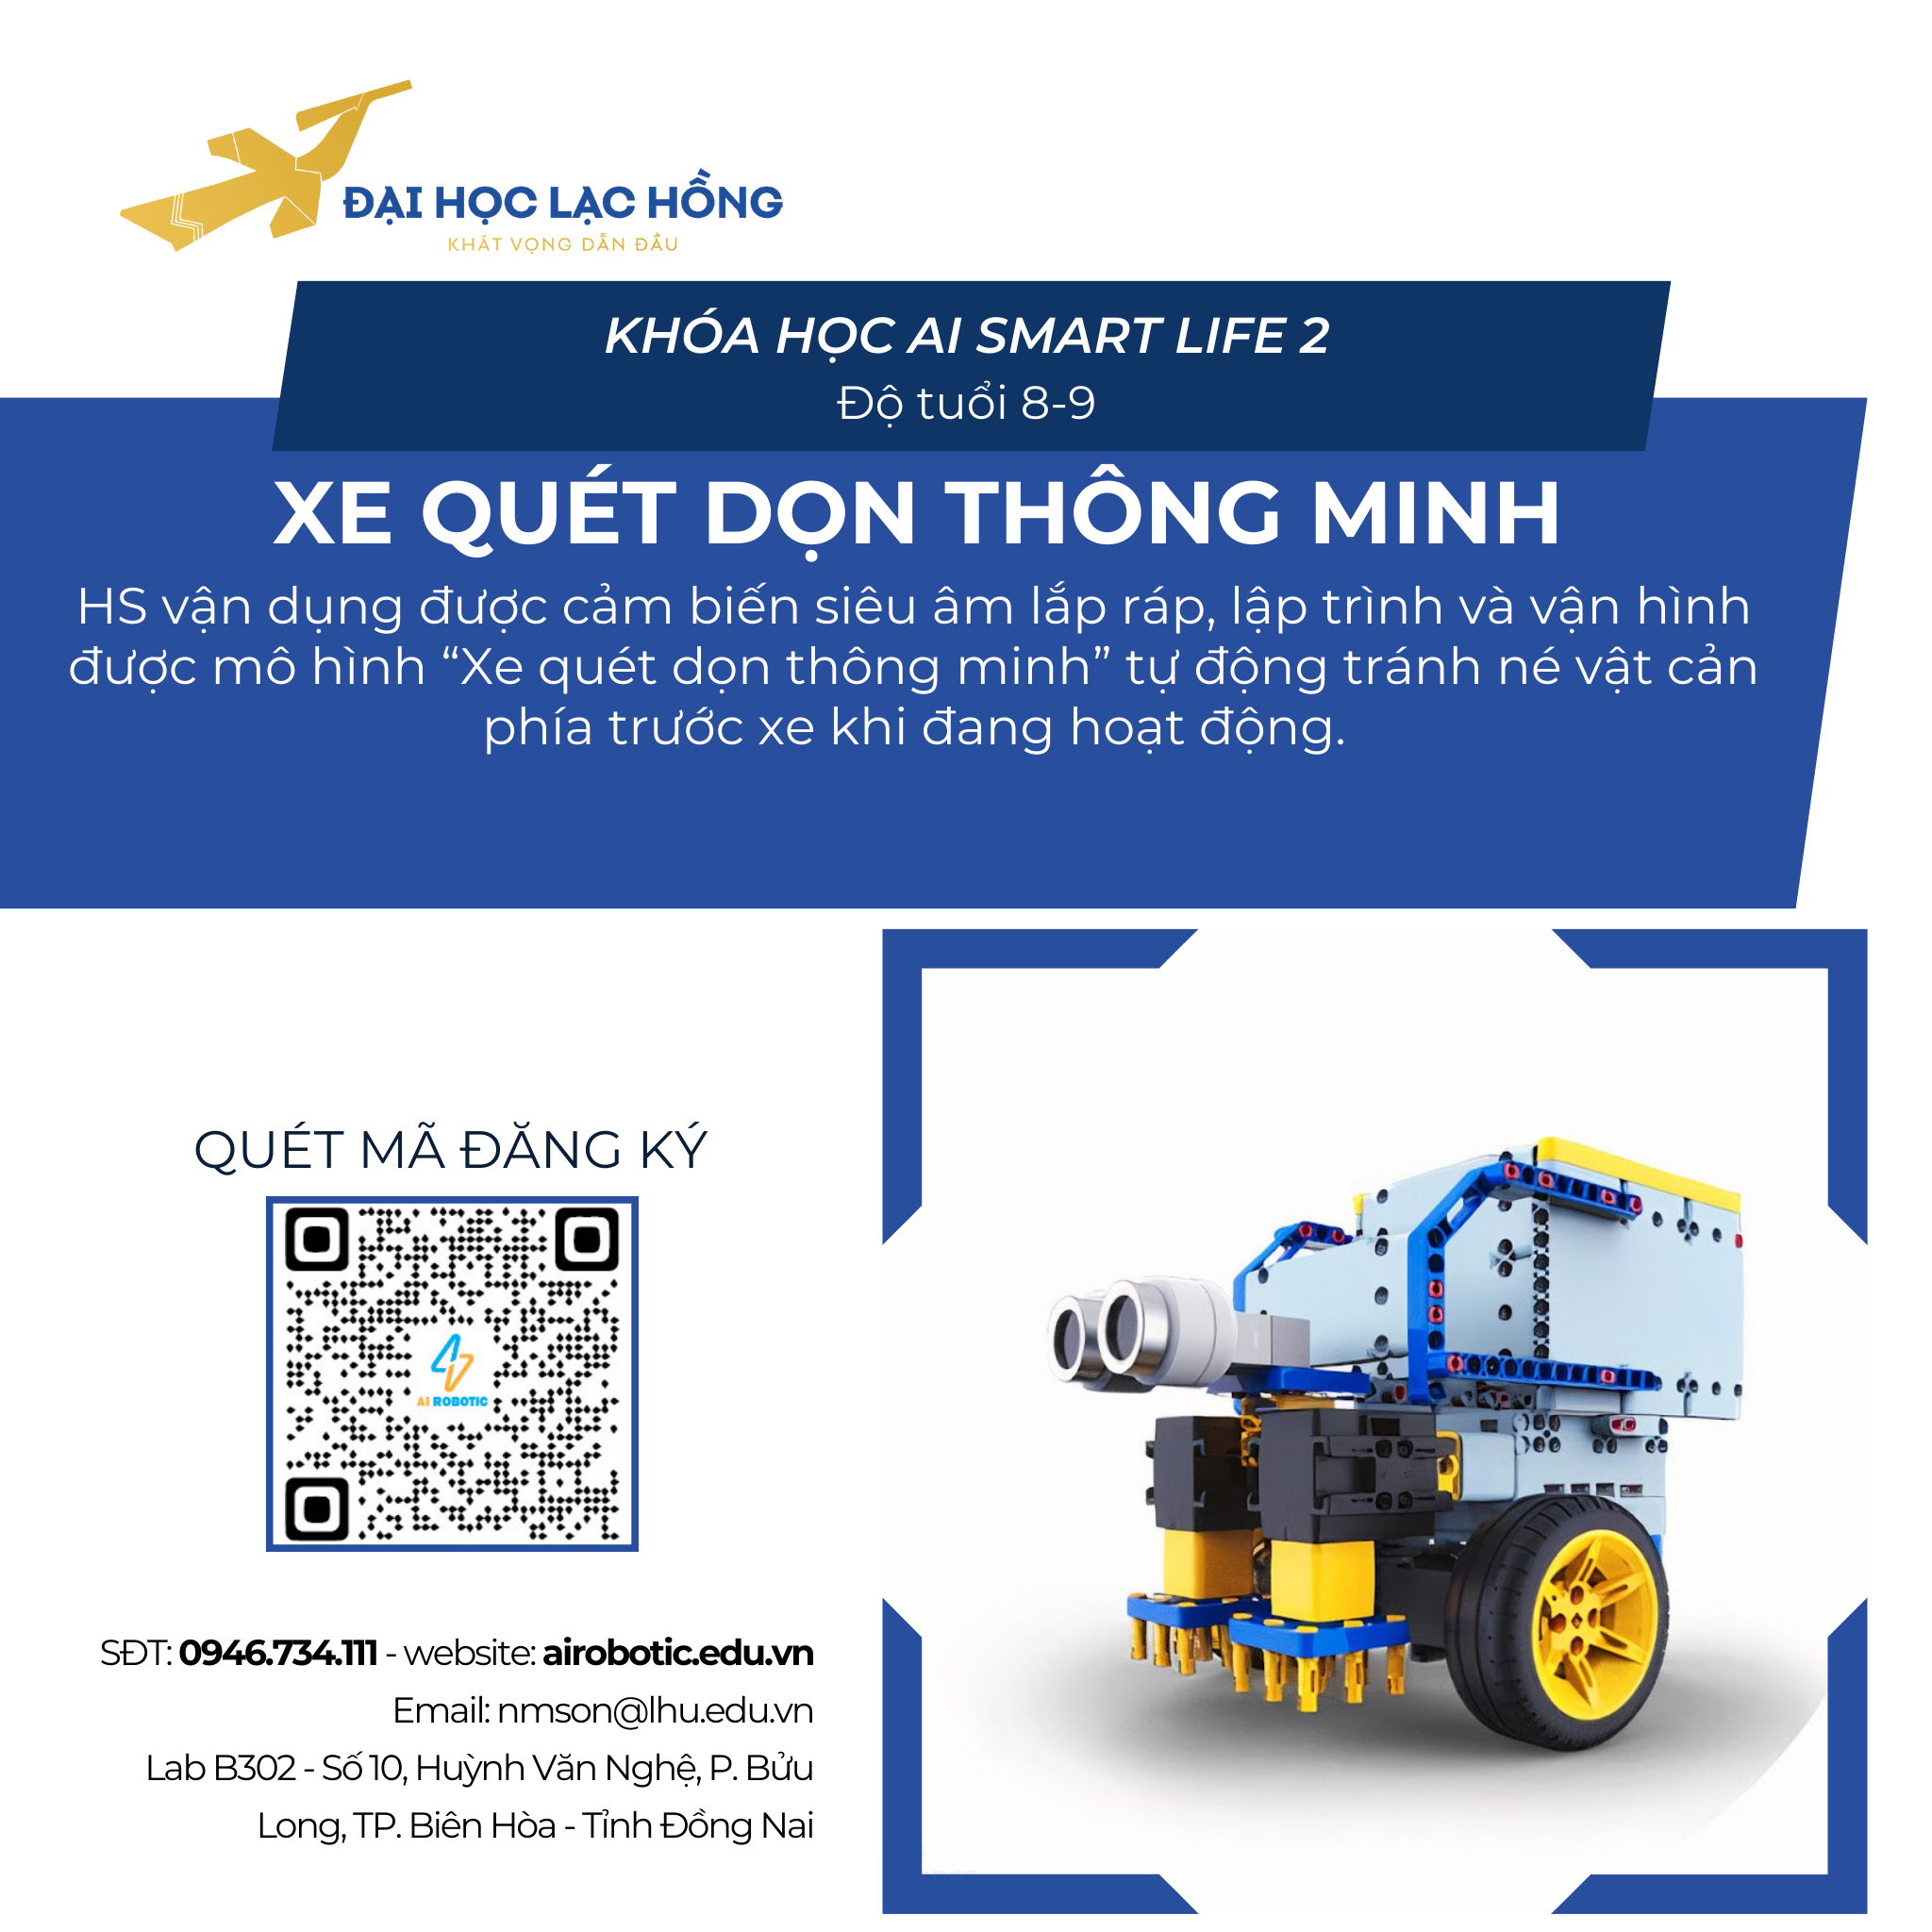 ĐẠI HỌC LẠC HỒNG
KHÁT VỌNG DẪN ĐẦU
KHÓA HỌC AI SMART LIFE 2
Độ tuổi 8-9
XE QUÉT DỌN THÔNG MINH
HS vận dụng được cảm biến siêu âm lắp ráp, lập trình và vận hình
được mô hình “Xe quét dọn thông minh” tự động tránh né vật cản
phía trước xe khi đang hoạt động.
QUÉT MÃ ĐĂNG KÝ
AI ROBOTIC
SĐT: 0946.734.111 - website: airobotic.edu.vn
Email: nmson@lhu.edu.vn
Lab B302 - Số 10, Huỳnh Văn Nghệ, P. Bửu
Long, TP. Biên Hòa - Tỉnh Đồng Nai